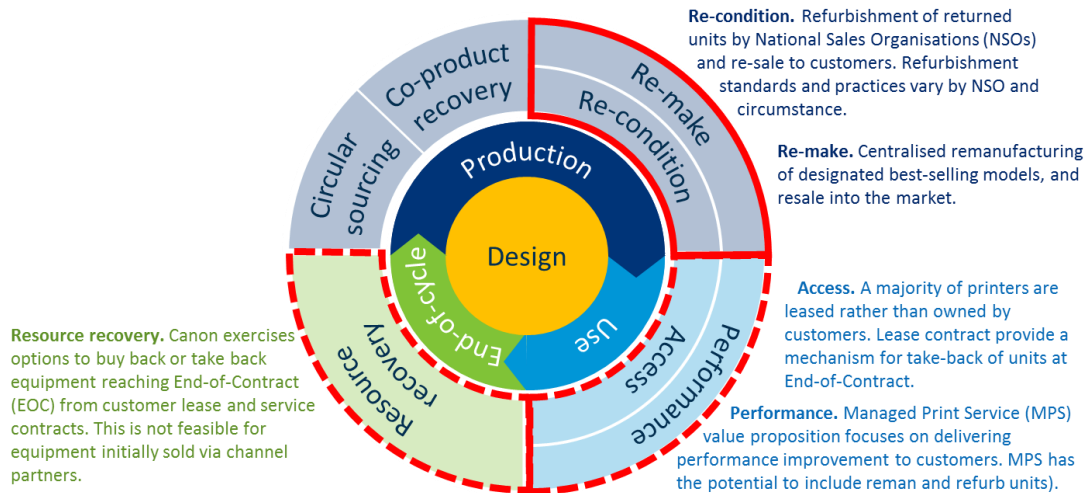 Re-condition. Refurbishment of returned
units by National Sales Organisations (NSOs)
and re-sale to customers. Refurbishment
standards and practices vary by NSO and
circumstance.
Re-make. Centralised remanufacturing
of designated best-selling models, and
resale into the market.
Co-product
recovery
Circular
sourcing
Re-make
Re-condition
Production
Design
End-of-cycle
Use
Access
Performance
Resource
recovery
Access. A majority of printers are
leased rather than owned by
customers. Lease contract provide a
mechanism for take-back of units at
End-of-Contract.
Performance. Managed Print Service (MPS)
value proposition focuses on delivering
performance improvement to customers. MPS has
the potential to include reman and refurb units).
Resource recovery. Canon exercises
options to buy back or take back
equipment reaching End-of-Contract
(EOC) from customer lease and service
contracts. This is not feasible for
equipment initially sold via channel
partners.